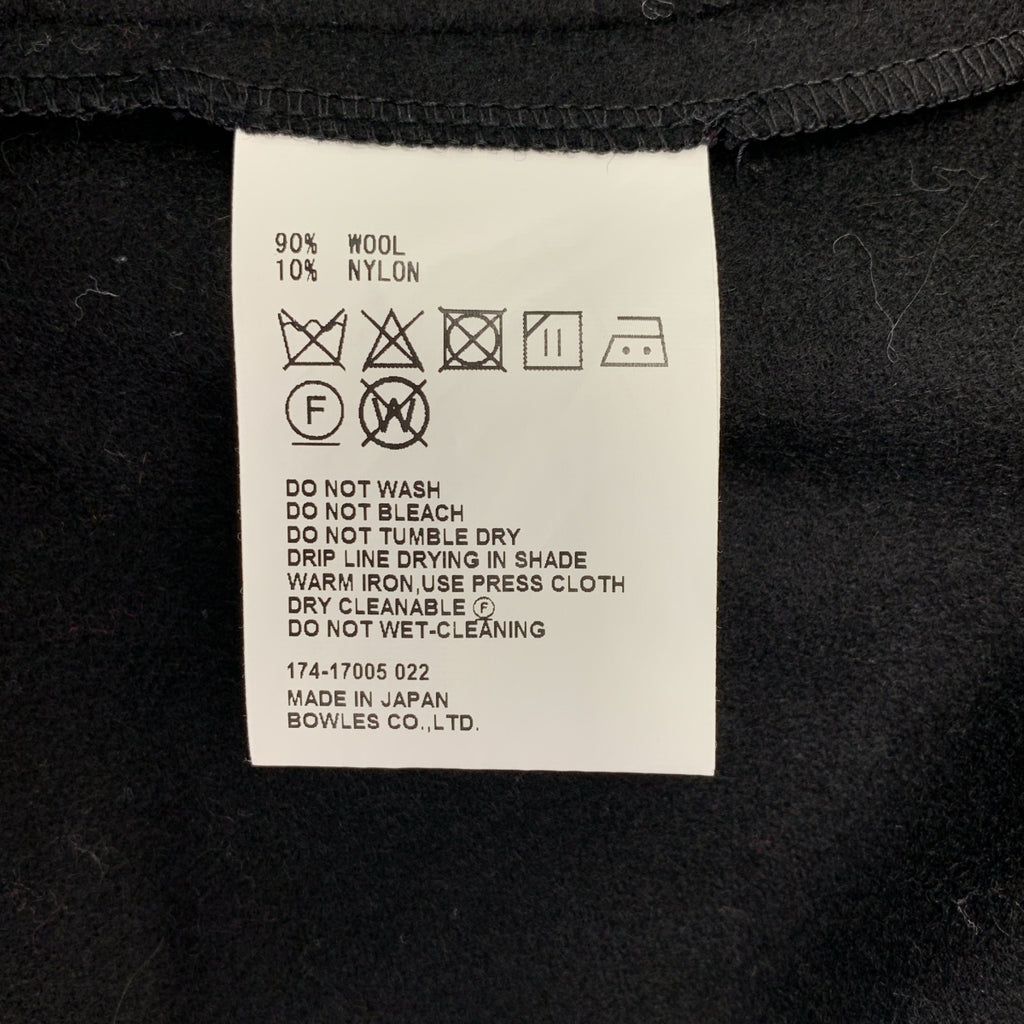 90% WOOL
10% NYLON
F W
DO NOT WASH
DO NOT BLEACH
DO NOT TUMBLE DRY
DRIP LINE DRYING IN SHADE
WARM IRON,USE PRESS CLOTH
DRY CLEANABLE Ⓕ
DO NOT WET-CLEANING
174-17005 022
MADE IN JAPAN
BOWLES CO.,LTD.